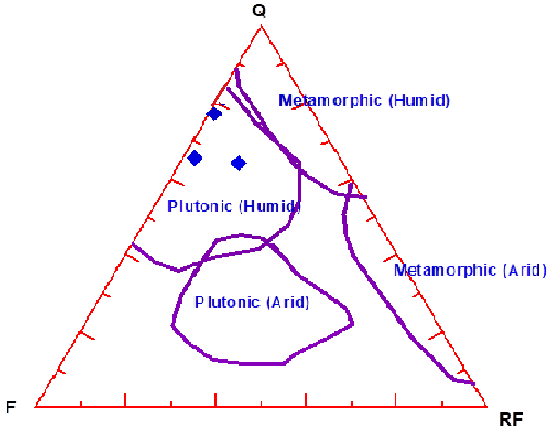 Q
Metamorphic (Humid)
Plutonic (Humid)
Metamorphic (Arid)
Plutonic (Arid)
F
RF